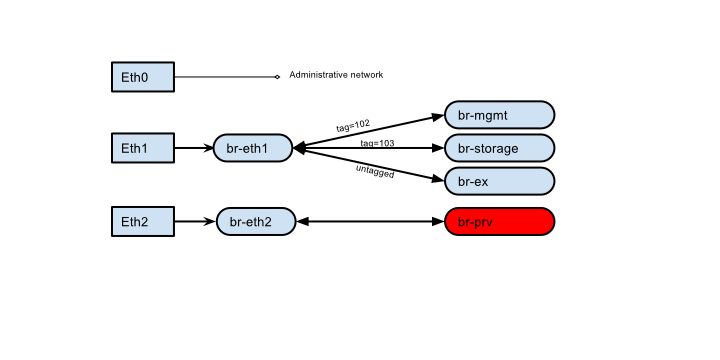 Eth0
Administrative network
br-mgmt
tag=102
Eth1
br-eth1
tag=103
br-storage
untagged
br-ex
Eth2
br-eth2
br-prv